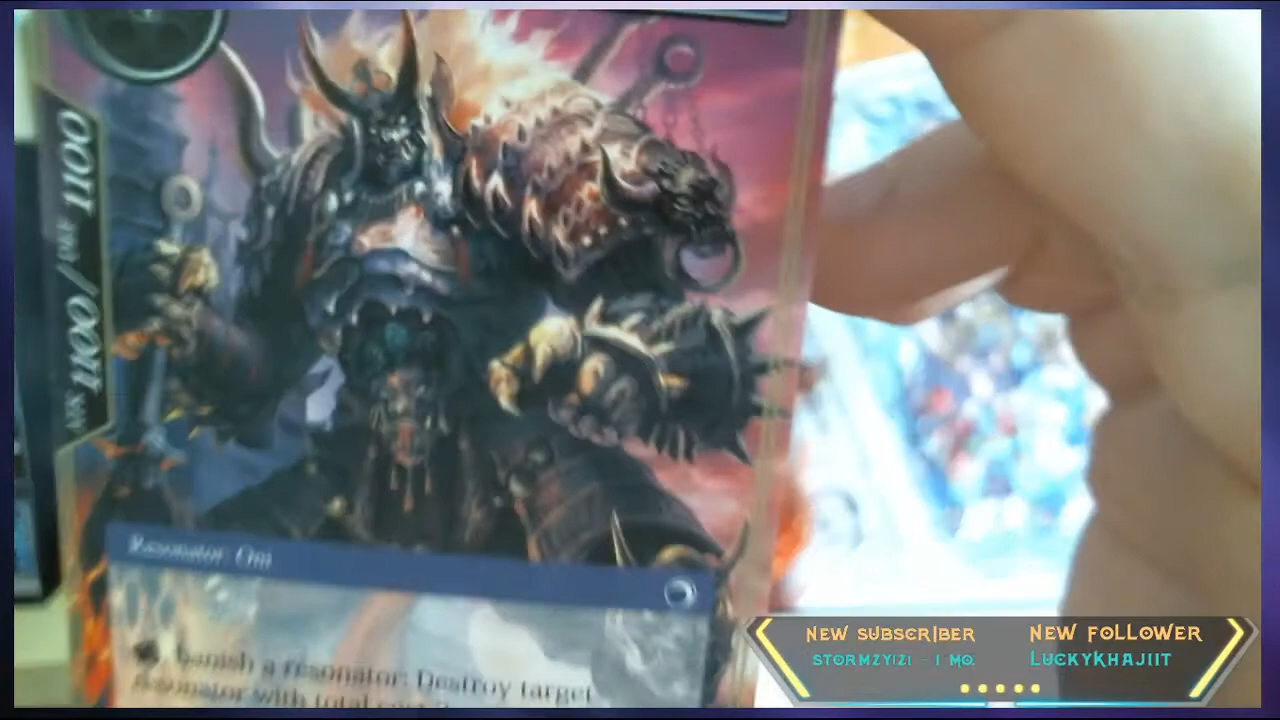 ATK 1100 / DEF 1100
Resonator: Oni
, banish a resonator: Destroy target
resonator with total cost
NEW SUBSCRIBER
STORMZYIZI - 1 MO.
NEW FOLLOWER
LUCKYKHAJIIT